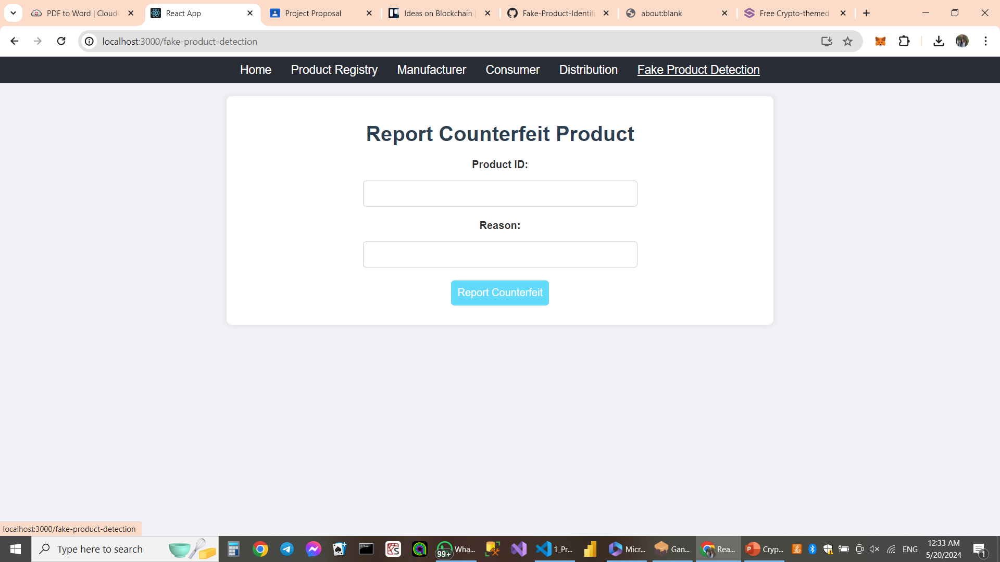 PDF to Word | Cloud
React App
Project Proposal
Ideas on Blockchain |
Fake-Product-Identif
about:blank
Free Crypto-themed
localhost:3000/fake-product-detection
Home Product Registry Manufacturer Consumer Distribution Fake Product Detection
Report Counterfeit Product
Product ID:
Reason:
Report Counterfeit
localhost:3000/fake-product-detection
Type here to search
99+
Wha...
1_Pr...
Micr...
Gan...
Rea...
Cryp...
ENG
12:33 AM
5/20/2024
1